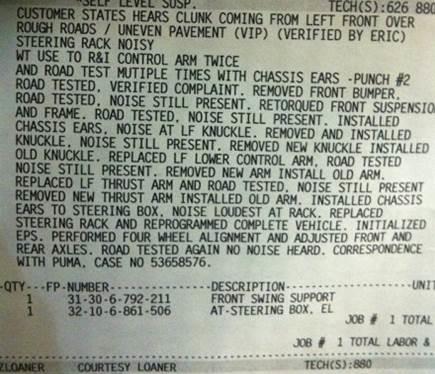 "SELF LEVEL SUSP. TECH(S):626 880
CUSTOMER STATES HEARS CLUNK COMING FROM LEFT FRONT OVER
ROUGH ROADS / UNEVEN PAVEMENT (VIP) (VERIFIED BY ERIC)
STEERING RACK NOISY
WT USE TO R&I CONTROL ARM TWICE
AND ROAD TEST MUTIPLE TIMES WITH CHASSIS EARS -PUNCH #2
ROAD TESTED, VERIFIED COMPLAINT. REMOVED FRONT BUMPER,
ROAD TESTED, NOISE STILL PRESENT. RETORQUED FRONT SUSPENSIO
AND FRAME. ROAD TESTED, NOISE STILL PRESENT. INSTALLED
CHASSIS EARS, NOISE AT LF KNUCKLE. REMOVED AND INSTALLED
KNUCKLE, NOISE STILL PRESENT. REMOVED NEW KNUCKLE INSTALLED
OLD KNUCKLE. REPLACED LF LOWER CONTROL ARM, ROAD TESTED
NOISE STILL PRESENT. REMOVED NEW ARM INSTALL OLD ARM.
REPLACED LF THRUST ARM AND ROAD TESTED, NOISE STILL PRESENT
REMOVED NEW THRUST ARM INSTALLED OLD ARM. INSTALLED CHASSIS
EARS TO STEERING BOX, NOISE LOUDEST AT RACK. REPLACED
STEERING RACK AND REPROGRAMMED COMPLETE VEHICLE. INITIALIZED
EPS. PERFORMED FOUR WHEEL ALIGNMENT AND ADJUSTED FRONT AND
REAR AXLES. ROAD TESTED AGAIN NO NOISE HEARD. CORRESPONDENCE
WITH PUMA. CASE NO 53658576.
-QTY---FP-NUMBER---------------DESCRIPTION--------------------UNIT
1 31-30-6-792-211 FRONT SWING SUPPORT
1 32-10-6-861-506 AT-STEERING BOX, EL
JOB # 1 TOTAL
JOB # 1 TOTAL LABOR &
ZLOANER COURTESY LOANER TECH(S):880